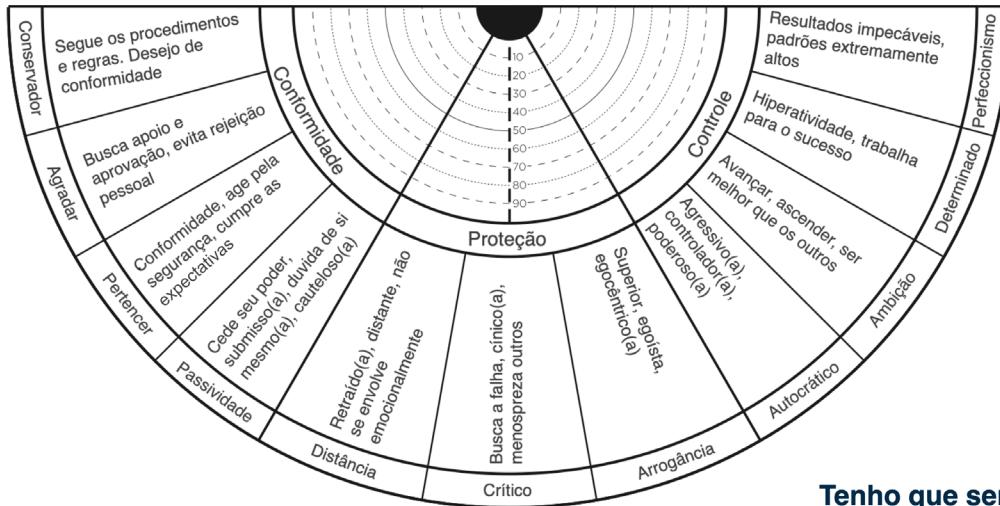 Conservador
Segue os procedimentos
e regras. Desejo de
conformidade
Agradar
Busca apoio e
aprovação, evita rejeição
pessoal
Pertencer
Conformidade, age pela
segurança, cumpre as
expectativas
Passividade
Cede seu poder,
submisso(a), duvida de si
mesmo(a), cauteloso(a)
Conformidade
Distância
Retraído(a), distante, não
se envolve
emocionalmente
Crítico
Busca a falha, cínico(a),
menospreza outros
Arrogância
Superior, egoísta,
egocêntrico(a)
Proteção
10
20
30
40
50
60
70
80
90
Controle
Autocrático
Agressivo(a),
controlador(a),
poderoso(a)
Ambição
Avançar, ascender, ser
melhor que os outros
Determinado
Hiperatividade, trabalha
para o sucesso
Perfeccionismo
Resultados impecáveis,
padrões extremamente
altos
Tenho que ser